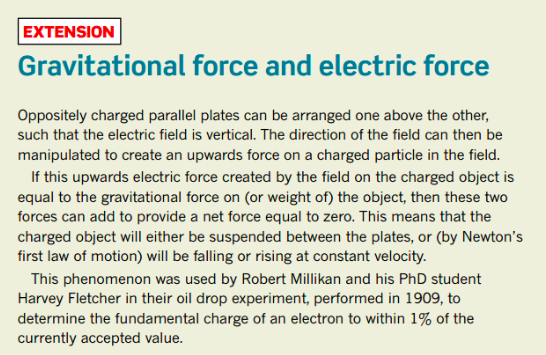 EXTENSION
Gravitational force and electric force
Oppositely charged parallel plates can be arranged one above the other,
such that the electric field is vertical. The direction of the field can then be
manipulated to create an upwards force on a charged particle in the field.
If this upwards electric force created by the field on the charged object is
equal to the gravitational force on (or weight of) the object, then these two
forces can add to provide a net force equal to zero. This means that the
charged object will either be suspended between the plates, or (by Newton’s
first law of motion) will be falling or rising at constant velocity.
This phenomenon was used by Robert Millikan and his PhD student
Harvey Fletcher in their oil drop experiment, performed in 1909, to
determine the fundamental charge of an electron to within 1% of the
currently accepted value.